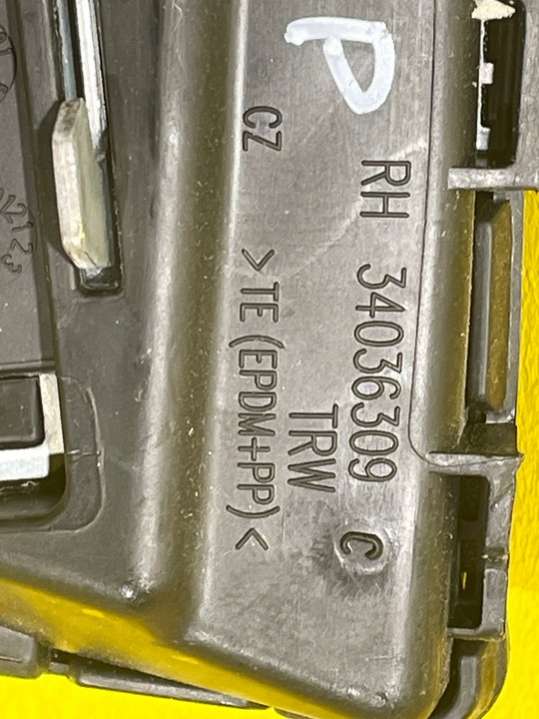 P
RH 34036309 C
TRW
>TE(EPDM+PP)<
CZ